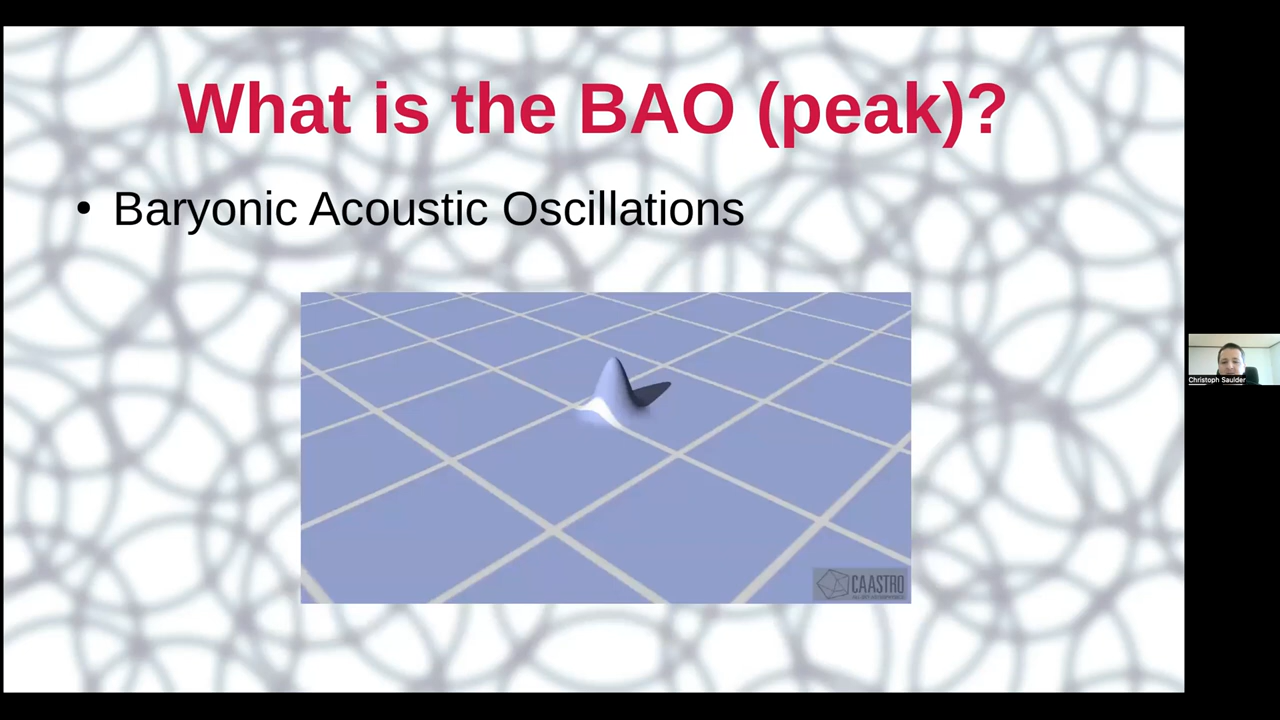 What is the BAO (peak)?
• Baryonic Acoustic Oscillations
CAASTRO
Christoph Saulder